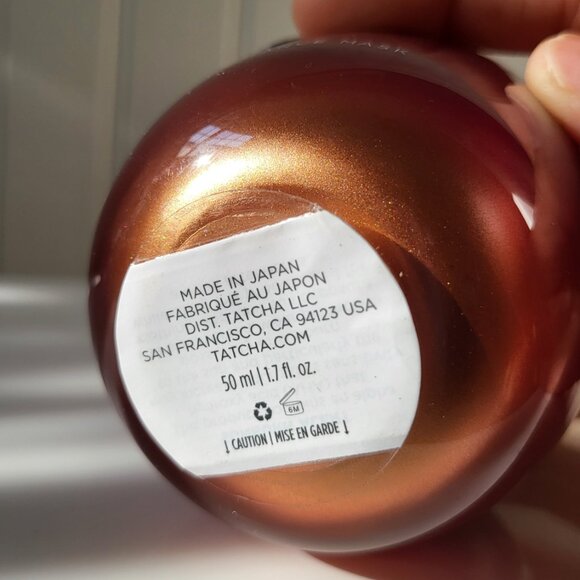 MASK
MADE IN JAPAN
FABRIQUÉ AU JAPON
DIST. TATCHA LLC
SAN FRANCISCO, CA 94123 USA
TATCHA.COM
50 ml | 1.7 fl. oz.
6M
↓ CAUTION | MISE EN GARDE ↓